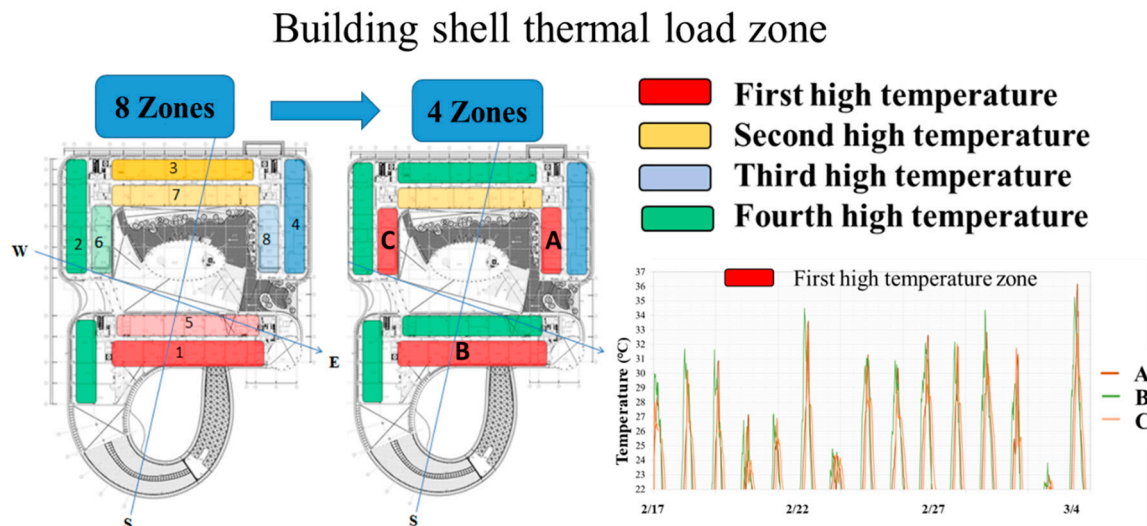 Building shell thermal load zone
8 Zones
4 Zones
3
7
6
2
8
4
5
1
W
E
S
C
A
B
S
First high temperature
Second high temperature
Third high temperature
Fourth high temperature
First high temperature zone
Temperature (℃)
37
36
35
34
33
32
31
30
29
28
27
26
25
24
23
22
2/17
2/22
2/27
3/4
A
B
C